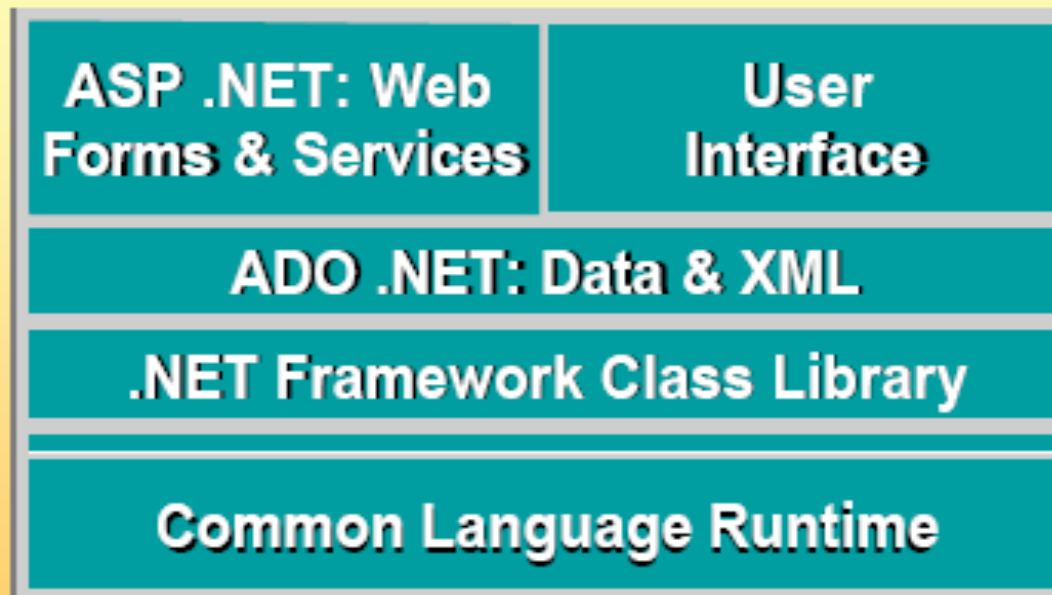 ASP .NET: Web
Forms & Services
User
Interface
ADO .NET: Data & XML
.NET Framework Class Library
Common Language Runtime